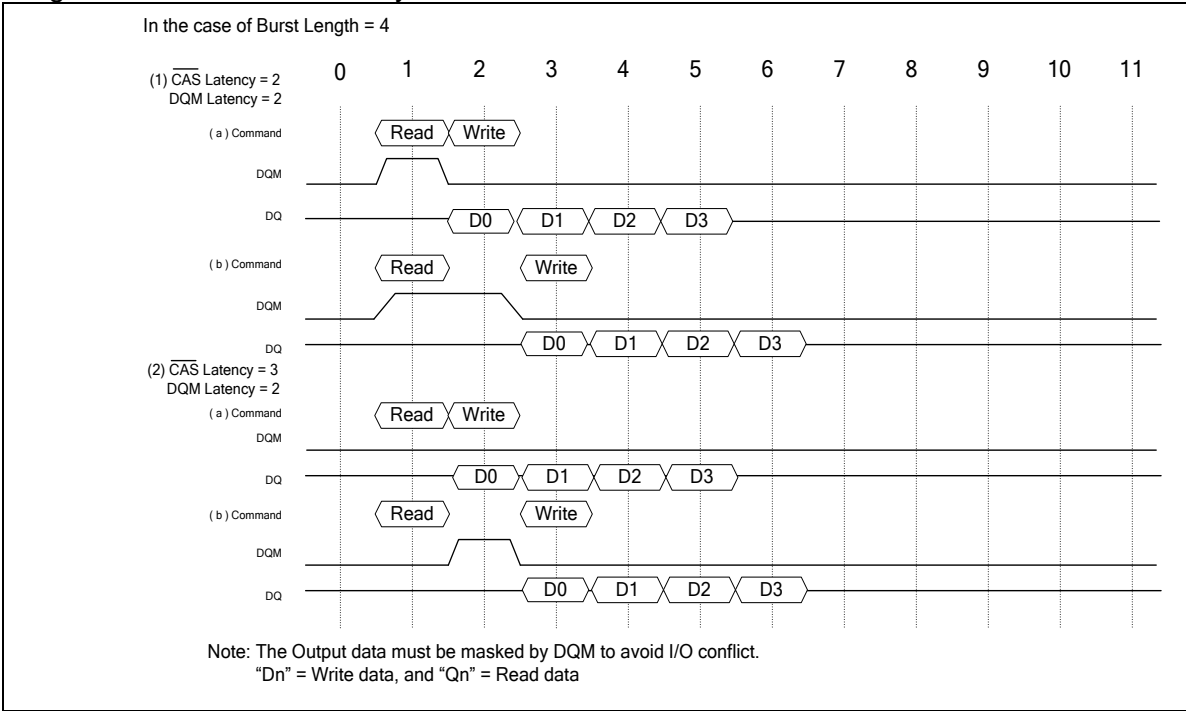 In the case of Burst Length = 4
0 1 2 3 4 5 6 7 8 9 10 11
(1) CAS Latency = 2
DQM Latency = 2
( a ) Command Read Write
DQM
DQ D0 D1 D2 D3
( b ) Command Read Write
DQM
DQ D0 D1 D2 D3
(2) CAS Latency = 3
DQM Latency = 2
( a ) Command Read Write
DQM
DQ D0 D1 D2 D3
( b ) Command Read Write
DQM
DQ D0 D1 D2 D3
Note: The Output data must be masked by DQM to avoid I/O conflict.
“Dn” = Write data, and “Qn” = Read data